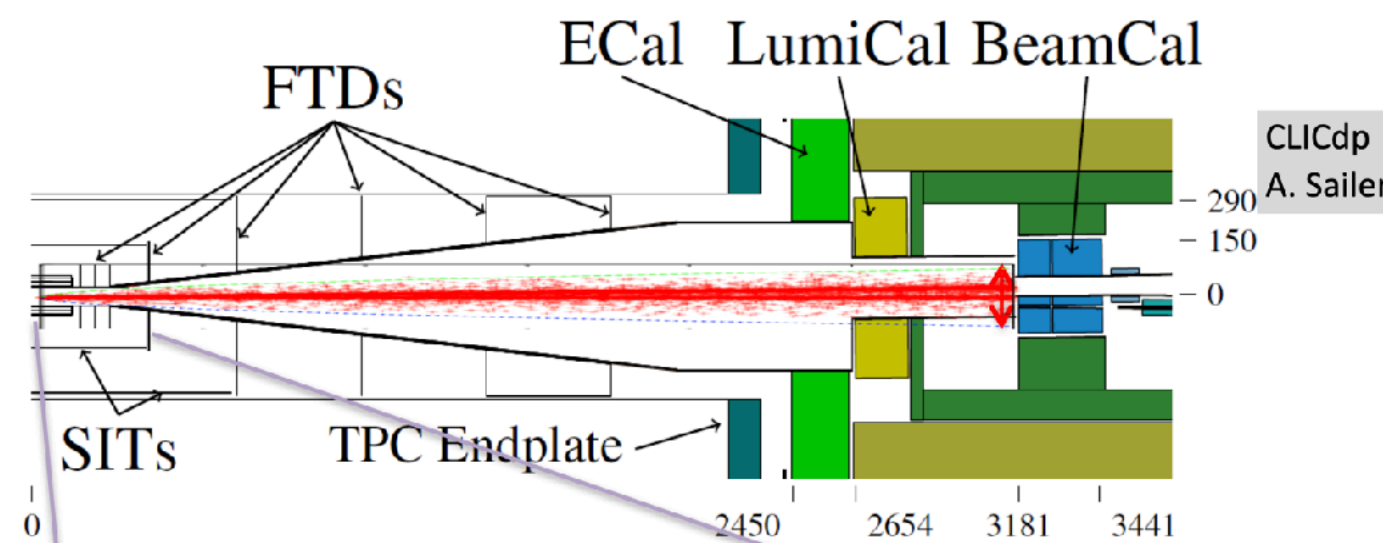 ECal LumiCal BeamCal
FTDs
CLICdp
A. Sailer
290
150
0
SITs
TPC Endplate
0 2450 2654 3181 3441